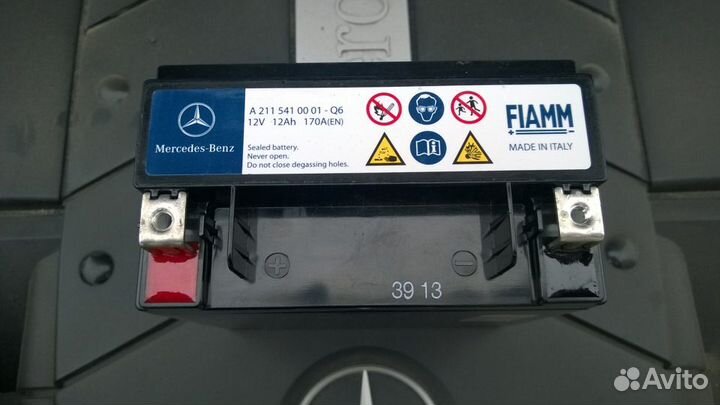 ro
A 211 541 00 01 - Q6
12V 12Ah 170A(EN)
Mercedes-Benz
Sealed battery.
Never open.
Do not close degassing holes.
FIAMM
MADE IN ITALY
+
−
39 13
Avito